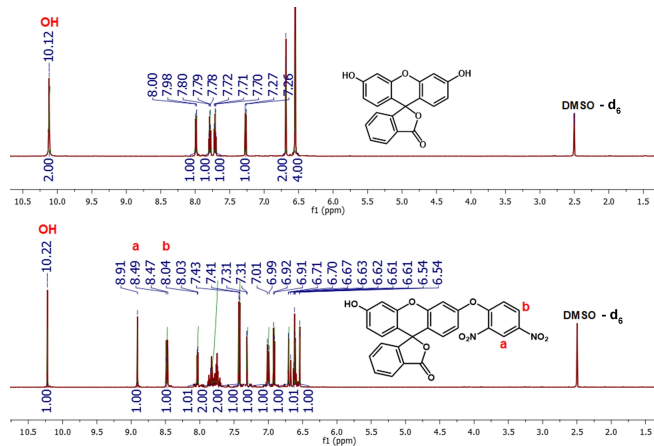 OH
10.12
8.00
7.98
7.80
7.79
7.78
7.72
7.71
7.70
7.27
7.26
HO
O
OH
O
O
DMSO - d6
2.00
1.00
1.00
1.00
1.00
2.00
4.00
10.5 10.0 9.5 9.0 8.5 8.0 7.5 7.0 6.5 6.0 5.5 5.0 4.5 4.0 3.5 3.0 2.5 2.0 1.5
f1 (ppm)
OH
a
b
10.22
8.91
8.49
8.47
8.04
8.03
7.43
7.41
7.31
7.31
7.01
6.99
6.92
6.91
6.71
6.70
6.67
6.63
6.62
6.61
6.61
6.54
6.54
HO
O
O
b
NO2
NO2
a
O
O
DMSO - d6
1.00
1.00
1.00
1.01
2.00
2.00
1.00
1.00
1.00
1.00
1.01
1.00
10.5 10.0 9.5 9.0 8.5 8.0 7.5 7.0 6.5 6.0 5.5 5.0 4.5 4.0 3.5 3.0 2.5 2.0 1.5
f1 (ppm)